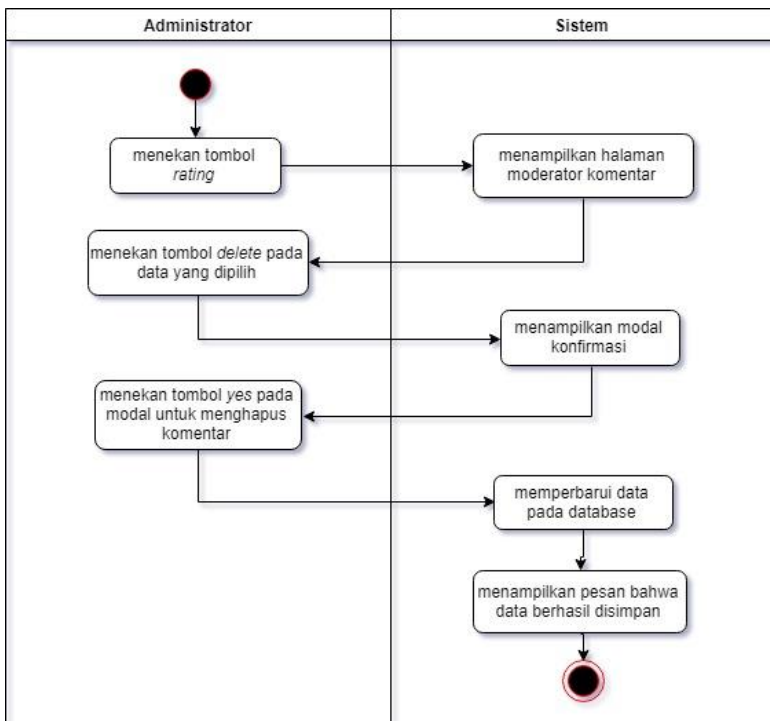 Administrator
Sistem
menekan tombol
rating
menampilkan halaman
moderator komentar
menekan tombol delete pada
data yang dipilih
menampilkan modal
konfirmasi
menekan tombol yes pada
modal untuk menghapus
komentar
memperbarui data
pada database
menampilkan pesan bahwa
data berhasil disimpan